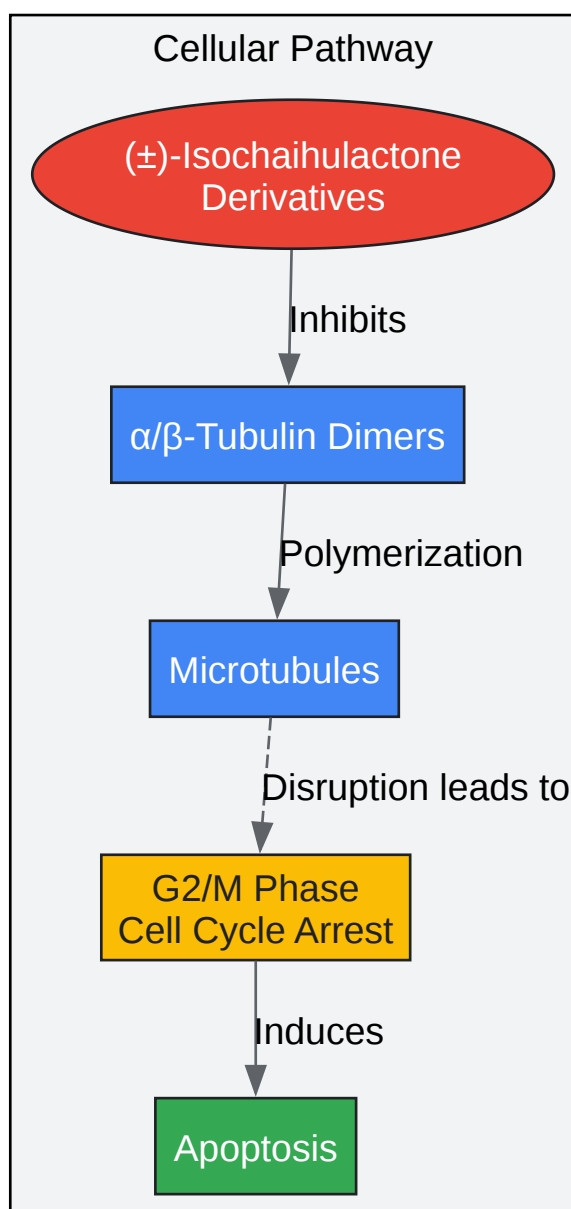 Cellular Pathway
(±)-Isochaihulactone
Derivatives
Inhibits
α/β-Tubulin Dimers
Polymerization
Microtubules
Disruption leads to
G2/M Phase
Cell Cycle Arrest
Induces
Apoptosis